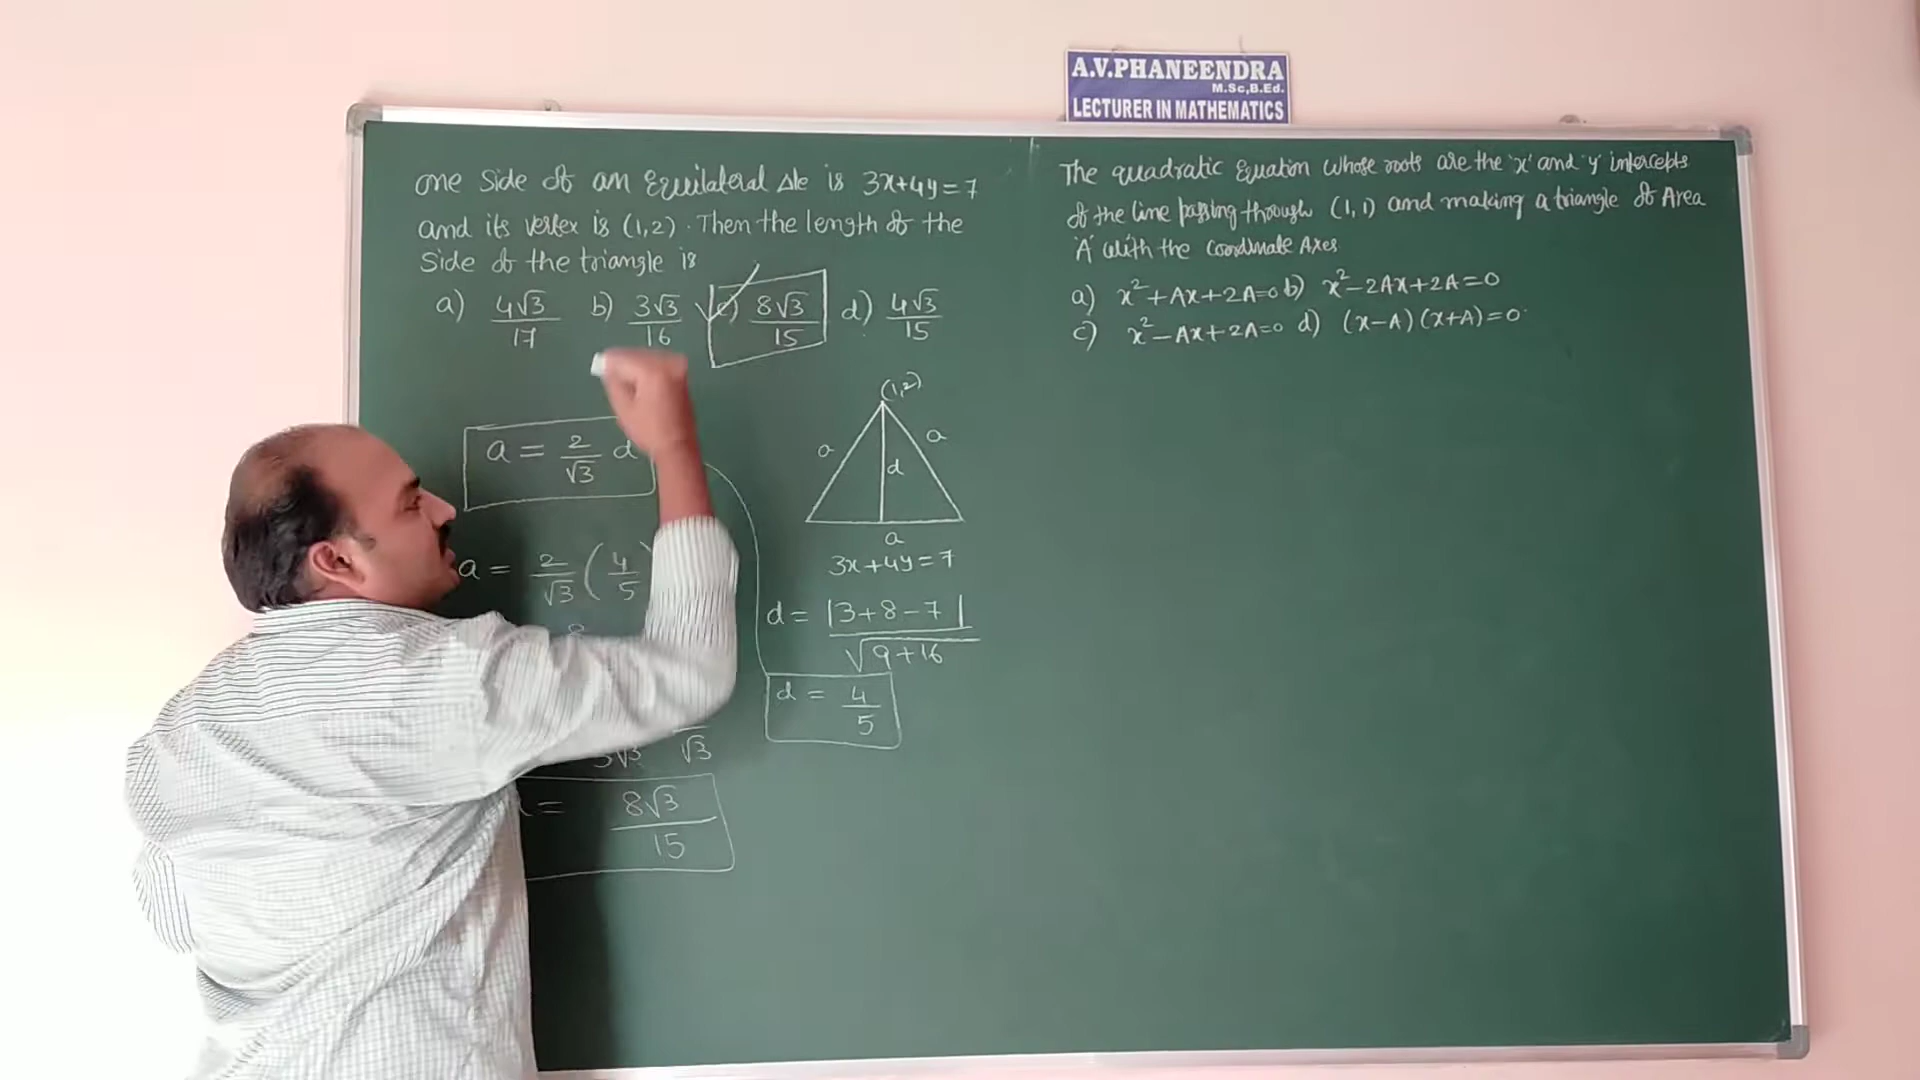 A.V.PHANEENDRA
M.Sc,B.Ed.
LECTURER IN MATHEMATICS
one side of an Equilateral Δle is 3x+4y=7
and its vertex is (1,2). Then the length of the
side of the triangle is
a) 4√3/17 b) 3√3/16 c) 8√3/15 d) 4√3/15
a = 2/√3 d
a = 2/√3 (4/5
8
5√3 √3
= 8√3/15
(1,2)
a a
d
a
3x+4y=7
d = |3+8-7|/√9+16
d = 4/5
The quadratic Equation whose roots are the 'x' and 'y' intercepts
of the line passing through (1,1) and making a triangle of Area
'A' with the coordinate Axes
a) x²+Ax+2A=0 b) x²-2Ax+2A=0
c) x²-Ax+2A=0 d) (x-A)(x+A)=0